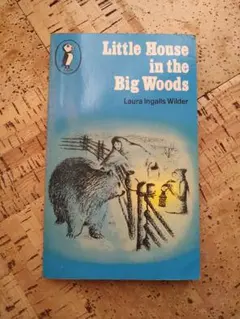 Little House
in the
Big Woods
Laura Ingalls Wilder